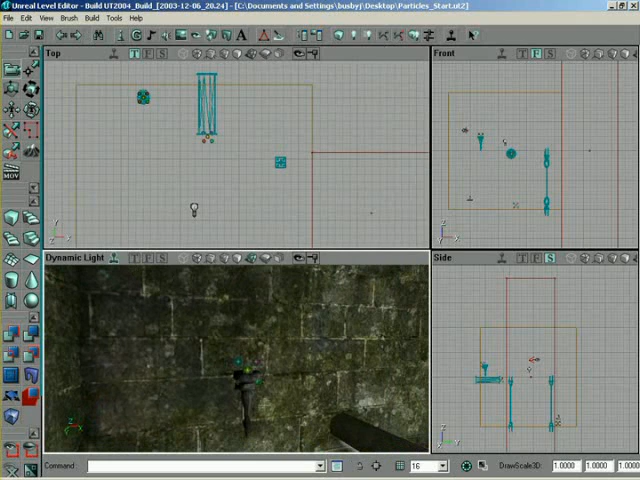 Unreal Level Editor - Build UT2004_Build_[2003-12-06_20.24] - [C:\Documents and Settings\busbyj\Desktop\Particles_Start.ut2]
File Edit View Brush Build Tools Help
Top T F S
Front T F S
MOV
Dynamic Light T F S
Side T F S
Command:
16
DrawScale3D: 1.0000 1.0000 1.000